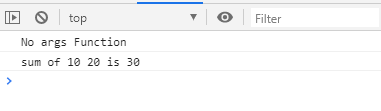 top
Filter
No args Function
sum of 10 20 is 30